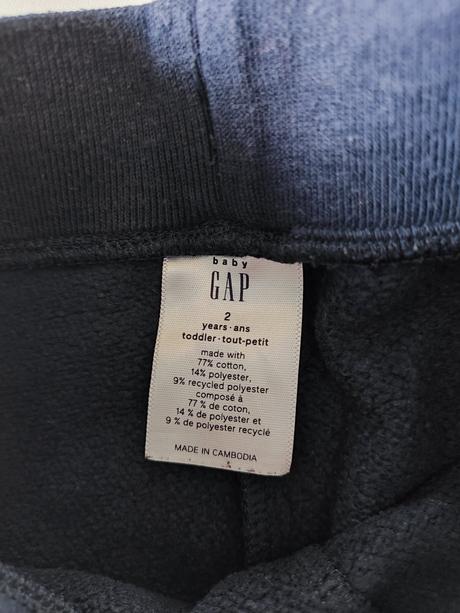 baby
GAP
2
years·ans
toddler·tout-petit
made with
77% cotton,
14% polyester,
9% recycled polyester
composé à
77 % de coton,
14 % de polyester et
9 % de polyester recyclé
MADE IN CAMBODIA